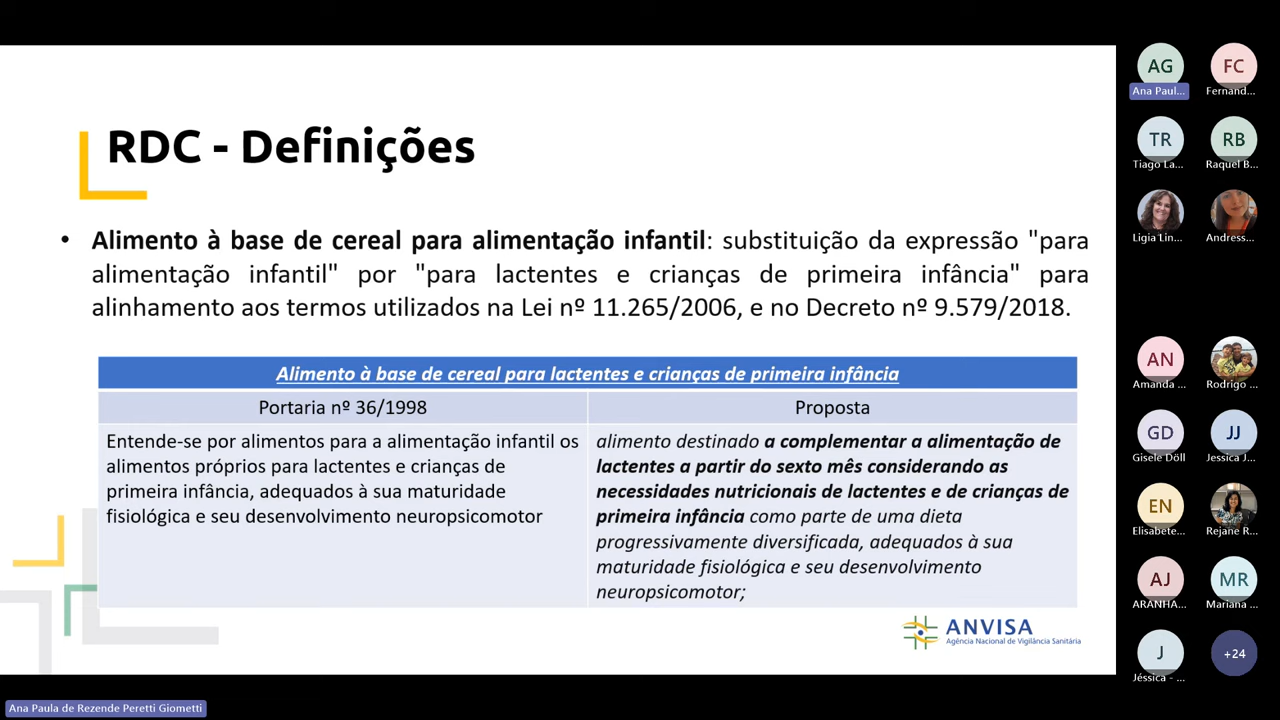 RDC - Definições
• Alimento à base de cereal para alimentação infantil: substituição da expressão "para
alimentação infantil" por "para lactentes e crianças de primeira infância" para
alinhamento aos termos utilizados na Lei nº 11.265/2006, e no Decreto nº 9.579/2018.
Alimento à base de cereal para lactentes e crianças de primeira infância
Portaria nº 36/1998
Proposta
Entende-se por alimentos para a alimentação infantil os
alimentos próprios para lactentes e crianças de
primeira infância, adequados à sua maturidade
fisiológica e seu desenvolvimento neuropsicomotor
alimento destinado a complementar a alimentação de
lactentes a partir do sexto mês considerando as
necessidades nutricionais de lactentes e de crianças de
primeira infância como parte de uma dieta
progressivamente diversificada, adequados à sua
maturidade fisiológica e seu desenvolvimento
neuropsicomotor;
ANVISA
Agência Nacional de Vigilância Sanitária
AG
Ana Paul...
FC
Fernand...
TR
Tiago La...
RB
Raquel B...
Ligia Lin...
Andress...
AN
Amanda ...
Rodrigo ...
GD
Gisele Döll
JJ
Jessica J...
EN
Elisabete...
Rejane R...
AJ
ARANHA...
MR
Mariana ...
J
Jéssica - ...
+24
Ana Paula de Rezende Peretti Giometti